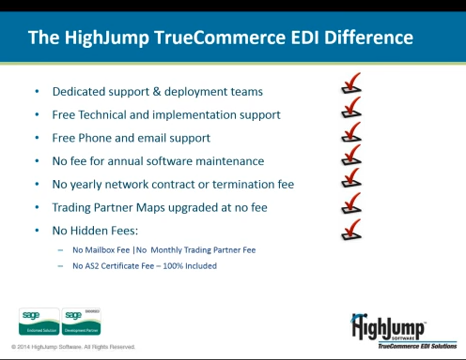 The HighJump TrueCommerce EDI Difference
• Dedicated support & deployment teams
• Free Technical and implementation support
• Free Phone and email support
• No fee for annual software maintenance
• No yearly network contract or termination fee
• Trading Partner Maps upgraded at no fee
• No Hidden Fees:
– No Mailbox Fee |No Monthly Trading Partner Fee
– No AS2 Certificate Fee – 100% Included
sage
Endorsed Solution
sage
Development Partner
HighJump
SOFTWARE
TrueCommerce EDI Solutions
© 2014 HighJump Software. All Rights Reserved.